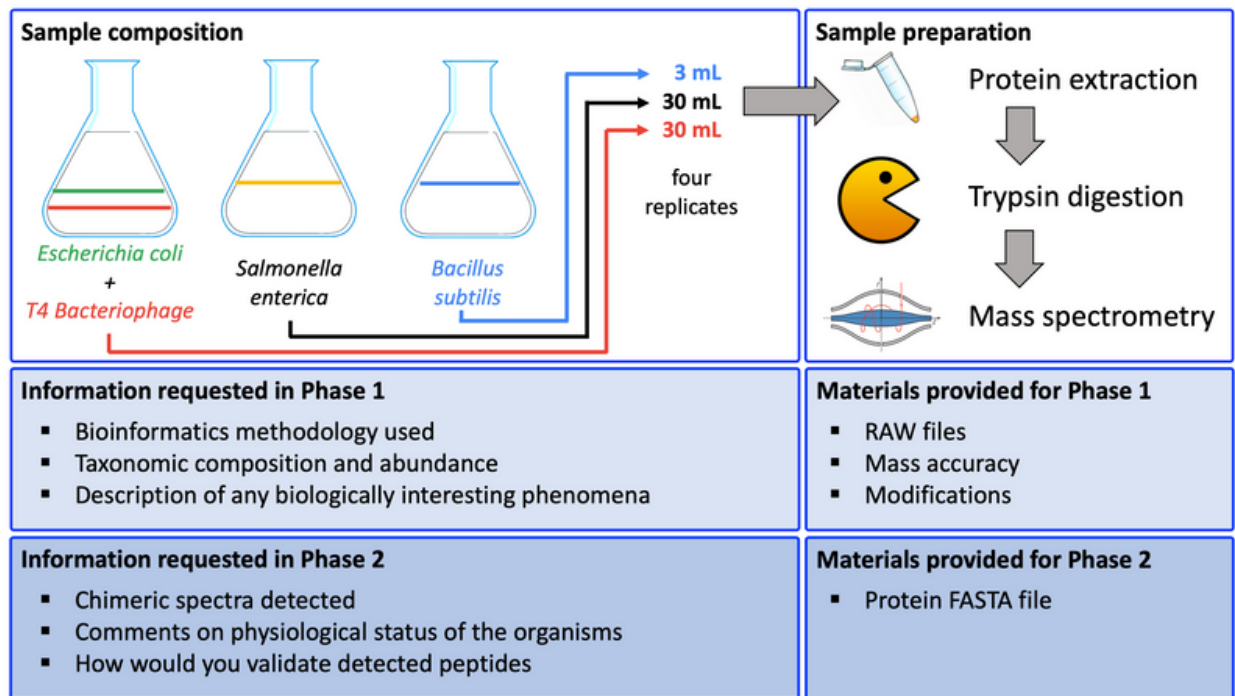 Sample composition
3 mL
30 mL
30 mL
four
replicates
Escherichia coli
+
T4 Bacteriophage
Salmonella
enterica
Bacillus
subtilis
Sample preparation
Protein extraction
Trypsin digestion
Mass spectrometry
Information requested in Phase 1
▪ Bioinformatics methodology used
▪ Taxonomic composition and abundance
▪ Description of any biologically interesting phenomena
Materials provided for Phase 1
▪ RAW files
▪ Mass accuracy
▪ Modifications
Information requested in Phase 2
▪ Chimeric spectra detected
▪ Comments on physiological status of the organisms
▪ How would you validate detected peptides
Materials provided for Phase 2
▪ Protein FASTA file